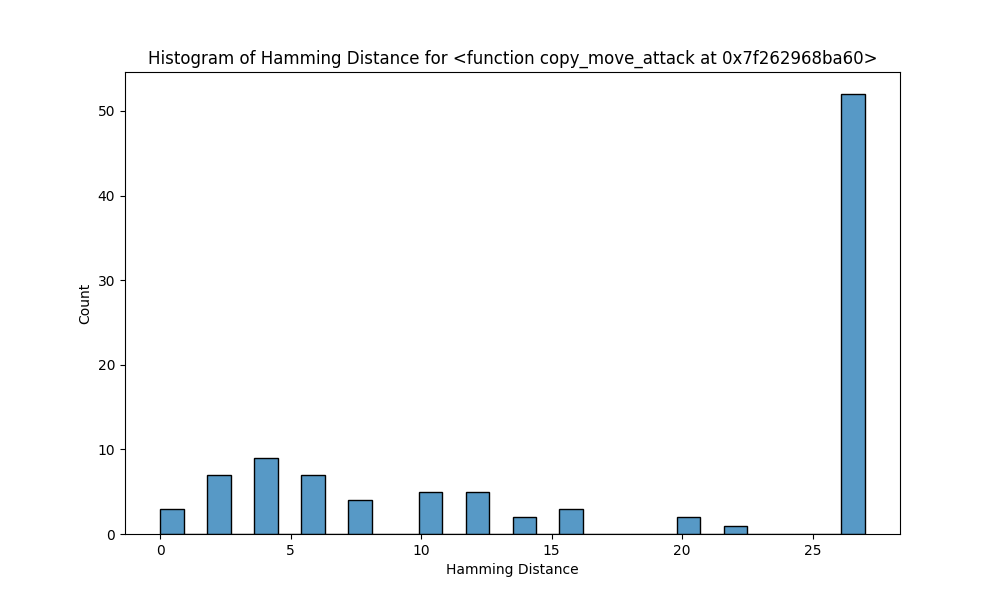 Histogram of Hamming Distance for <function copy_move_attack at 0x7f262968ba60>
50
40
30
20
10
0
Count
0 5 10 15 20 25
Hamming Distance